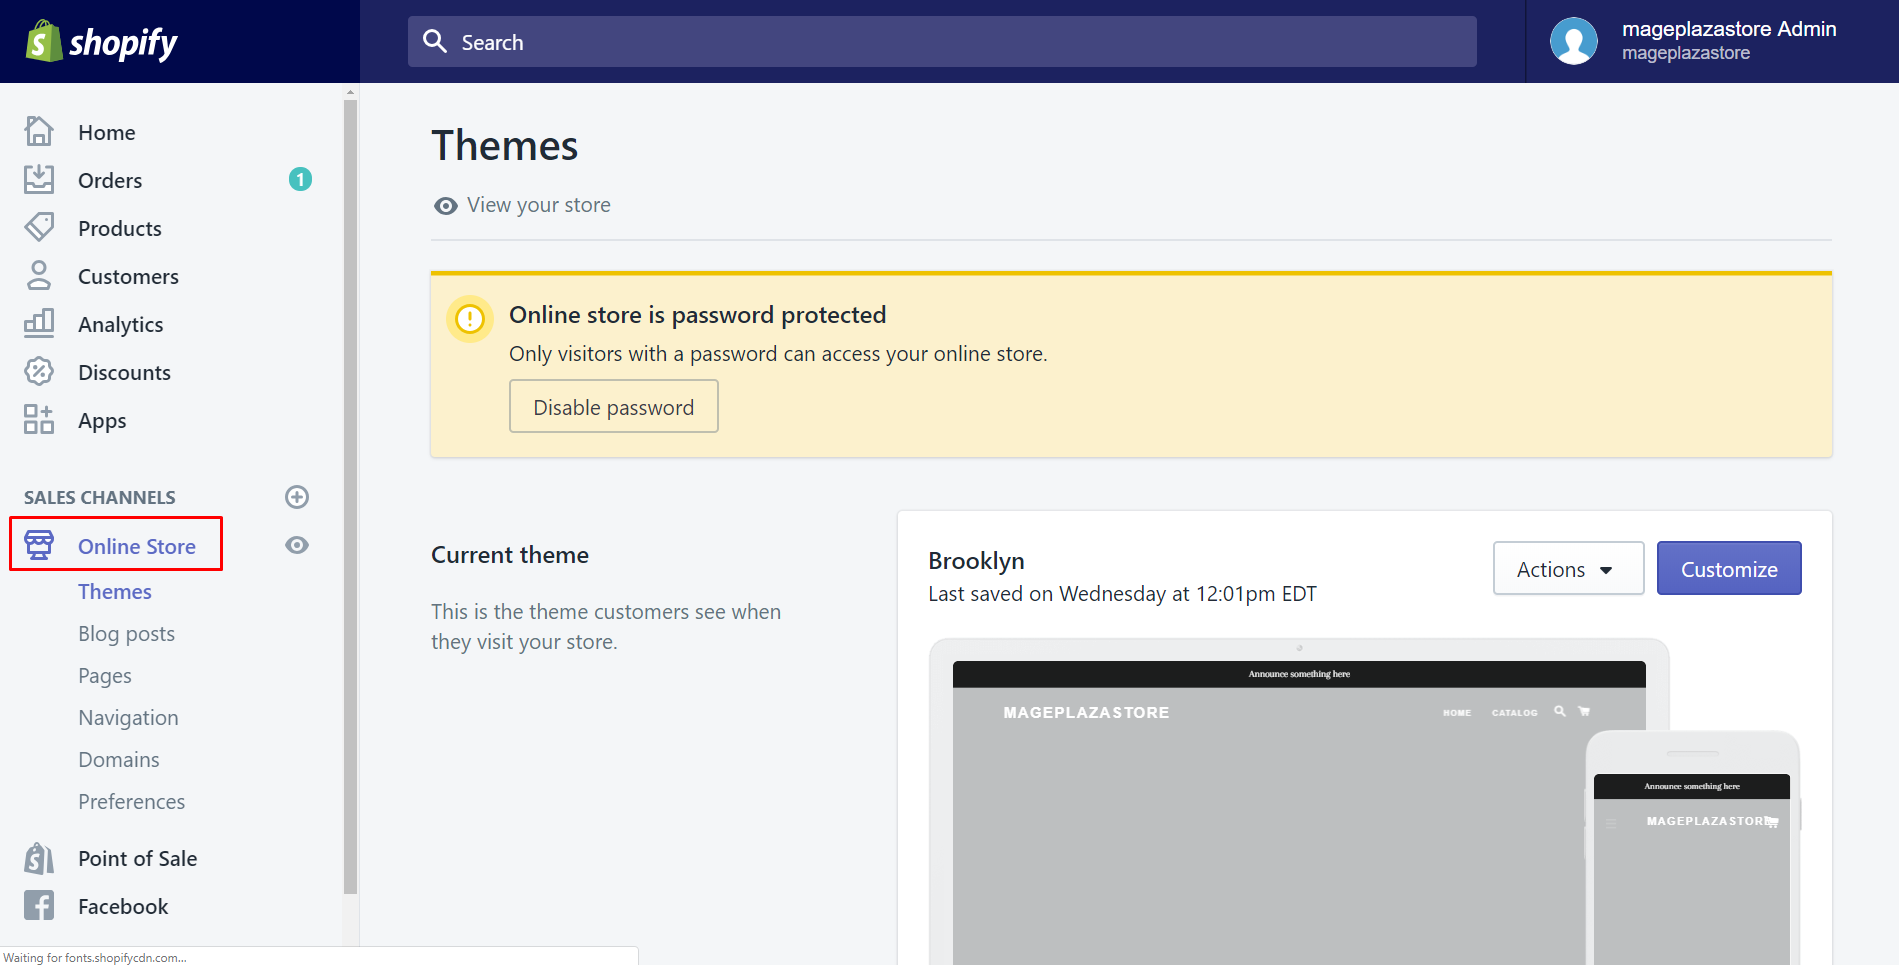 shopify
Search
mageplazastore Admin
mageplazastore
Home
Orders
1
Products
Customers
Analytics
Discounts
Apps
SALES CHANNELS
Online Store
Themes
Blog posts
Pages
Navigation
Domains
Preferences
Point of Sale
Facebook
Waiting for fonts.shopifycdn.com...
Themes
View your store
Online store is password protected
Only visitors with a password can access your online store.
Disable password
Current theme
This is the theme customers see when
they visit your store.
Brooklyn
Last saved on Wednesday at 12:01pm EDT
Actions
Customize
Announce something here
MAGEPLAZASTORE
HOME CATALOG
Announce something here
MAGEPLAZASTORE